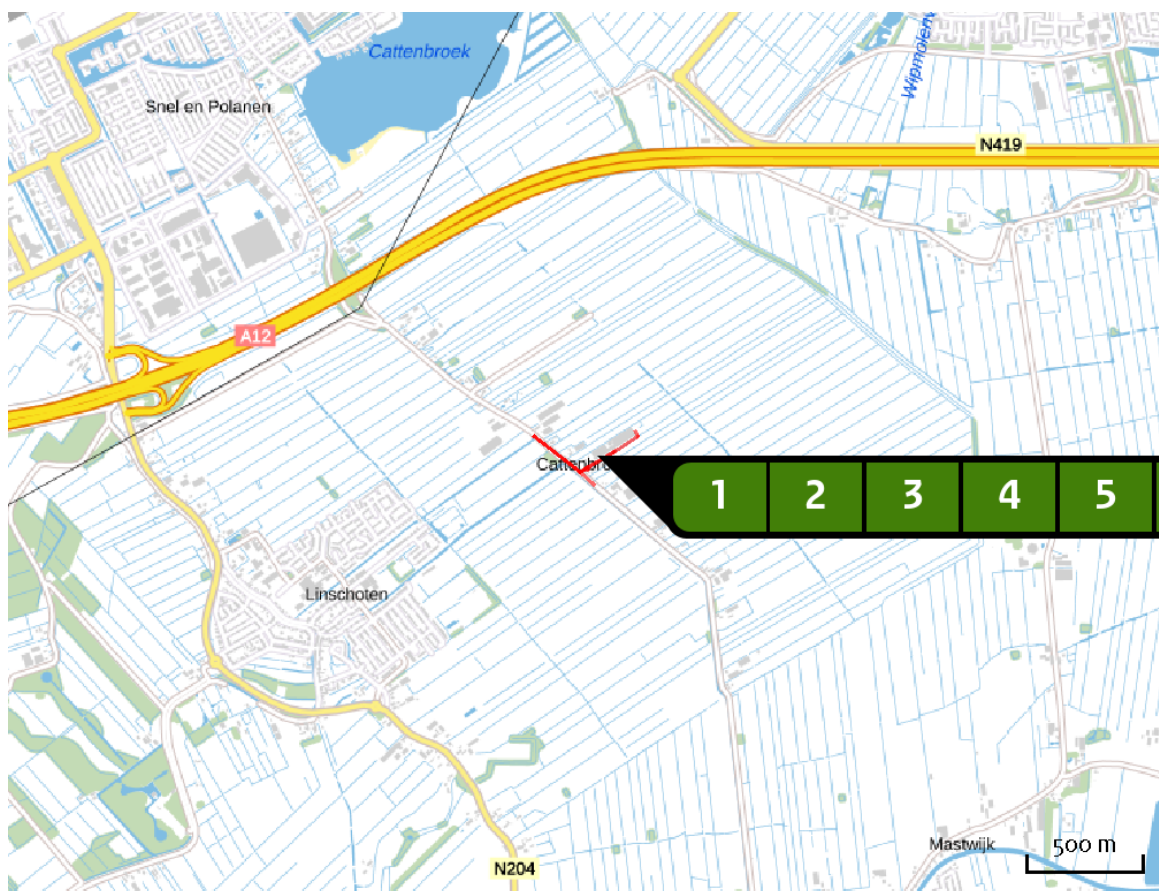 Cattenbroek
Snel en Polanen
N419
A12
1 2 3 4 5
Linschoten
Mastwijk
500 m
N204